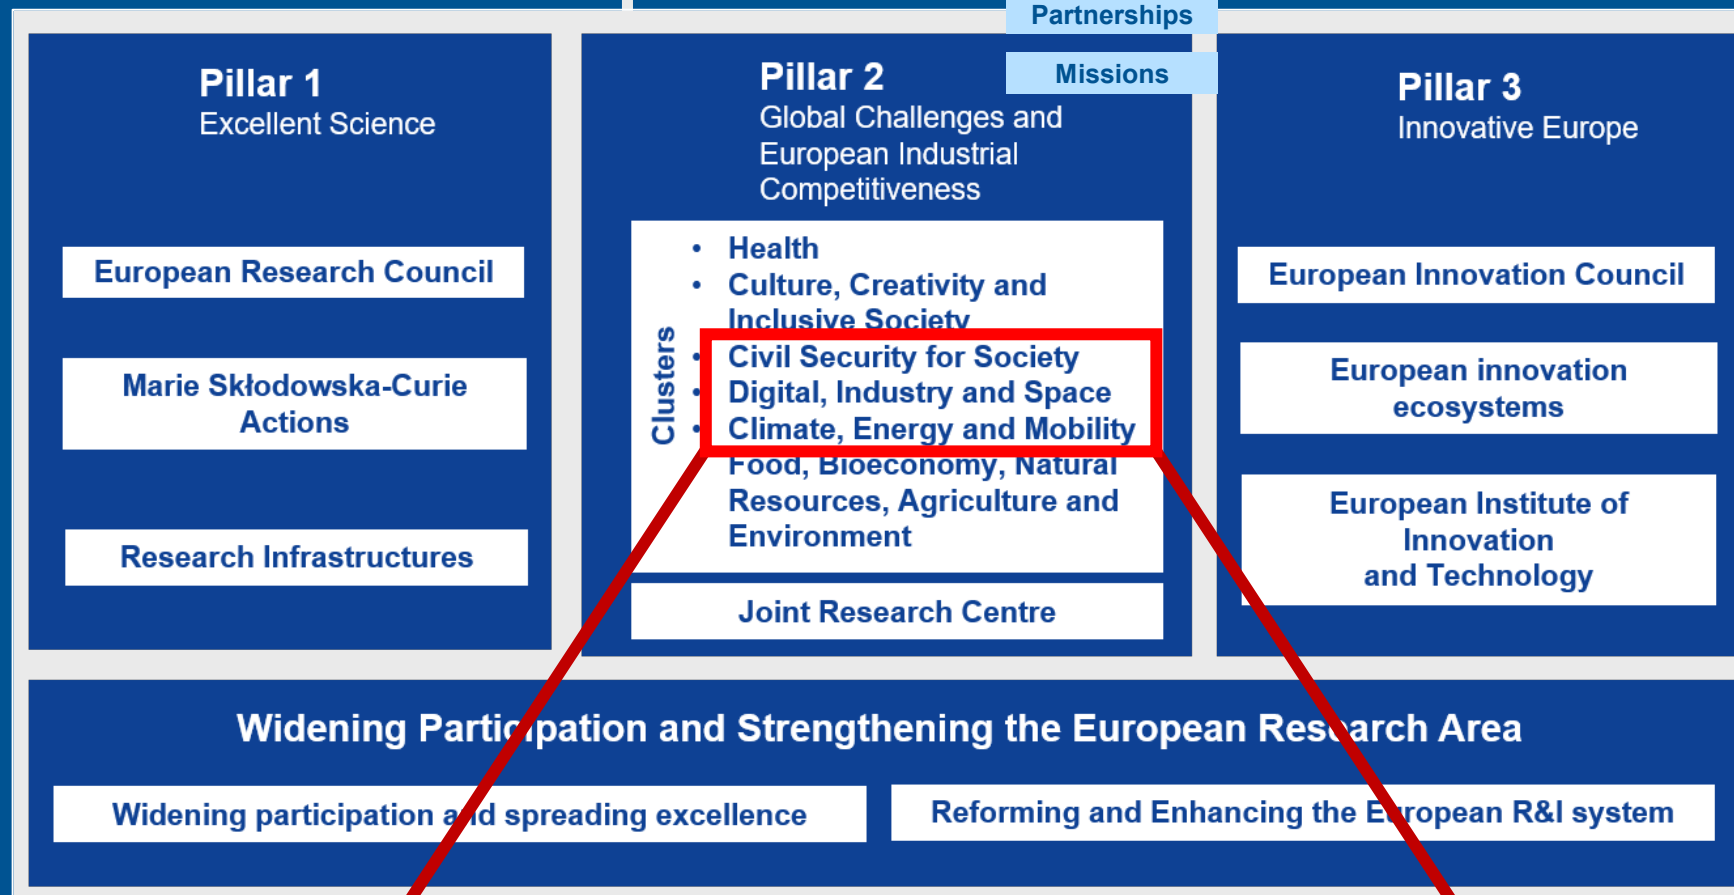 Partnerships
Missions
Pillar 1
Excellent Science
European Research Council
Marie Skłodowska-Curie
Actions
Research Infrastructures
Pillar 2
Global Challenges and
European Industrial
Competitiveness
Clusters
• Health
• Culture, Creativity and
Inclusive Society
• Civil Security for Society
• Digital, Industry and Space
• Climate, Energy and Mobility
Food, Bioeconomy, Natural
Resources, Agriculture and
Environment
Joint Research Centre
Pillar 3
Innovative Europe
European Innovation Council
European innovation
ecosystems
European Institute of
Innovation
and Technology
Widening Participation and Strengthening the European Research Area
Widening participation and spreading excellence
Reforming and Enhancing the European R&I system